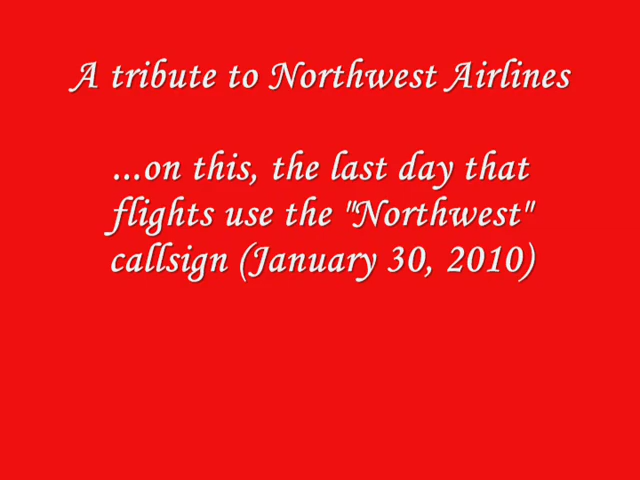 A tribute to Northwest Airlines
...on this, the last day that
flights use the "Northwest"
callsign (January 30, 2010)